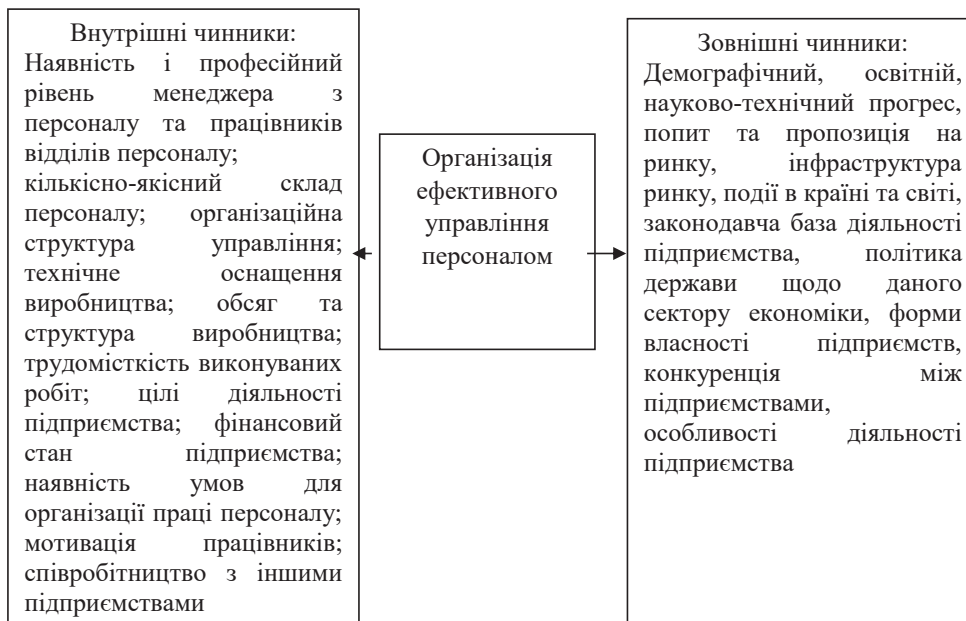 Внутрішні чинники:
Наявність і професійний
рівень менеджера з
персоналу та працівників
відділів персоналу;
кількісно-якісний склад
персоналу; організаційна
структура управління;
технічне оснащення
виробництва; обсяг та
структура виробництва;
трудомісткість виконуваних
робіт; цілі діяльності
підприємства; фінансовий
стан підприємства;
наявність умов для
організації праці персоналу;
мотивація працівників;
співробітництво з іншими
підприємствами
Організація
ефективного
управління
персоналом
Зовнішні чинники:
Демографічний, освітній,
науково-технічний прогрес,
попит та пропозиція на
ринку, інфраструктура
ринку, події в країні та світі,
законодавча база діяльності
підприємства, політика
держави щодо даного
сектору економіки, форми
власності підприємств,
конкуренція між
підприємствами,
особливості діяльності
підприємства